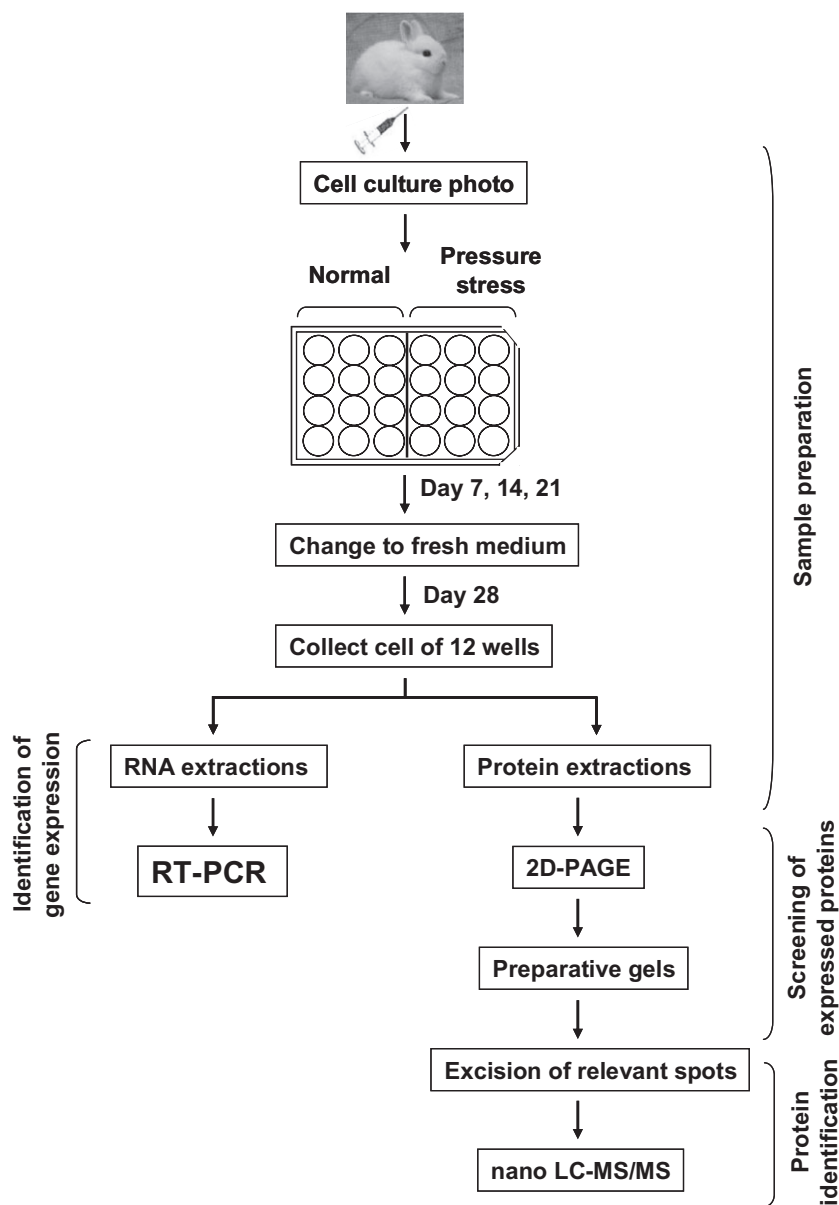 Cell culture photo
Normal
Pressure
stress
Day 7, 14, 21
Change to fresh medium
Day 28
Collect cell of 12 wells
Sample preparation
RNA extractions
Protein extractions
RT-PCR
Identification of
gene expression
2D-PAGE
Preparative gels
Screening of
expressed proteins
Excision of relevant spots
nano LC-MS/MS
Protein
identification